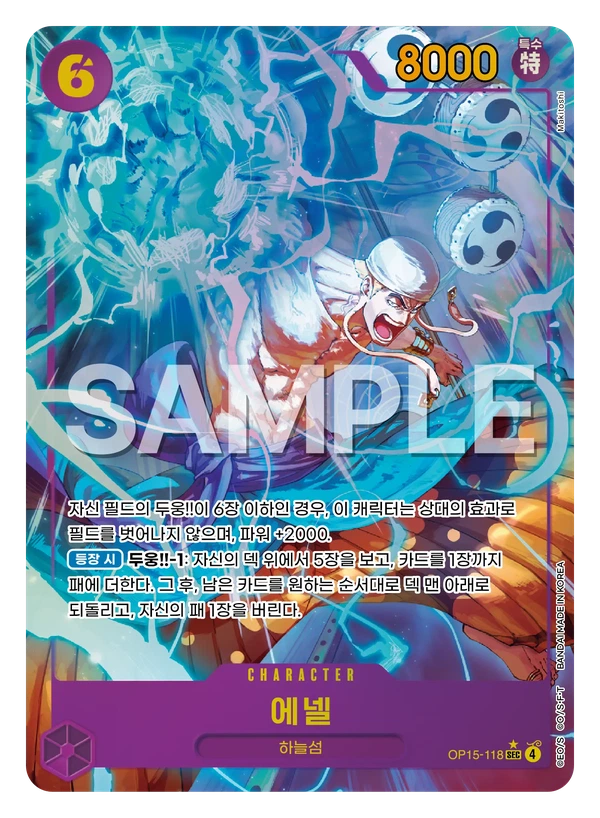 6
8000
특수
特
Makitoshi
SAMPLE
자신 필드의 두웅!!이 6장 이하인 경우, 이 캐릭터는 상대의 효과로
필드를 벗어나지 않으며, 파워 +2000.
등장 시 두웅!!-1: 자신의 덱 위에서 5장을 보고, 카드를 1장까지
패에 더한다. 그 후, 남은 카드를 원하는 순서대로 덱 맨 아래로
되돌리고, 자신의 패 1장을 버린다.
CHARACTER
에넬
하늘섬
OP15-118 SEC 4
©EO/S ©O/S·F·T BANDAI MADE IN KOREA